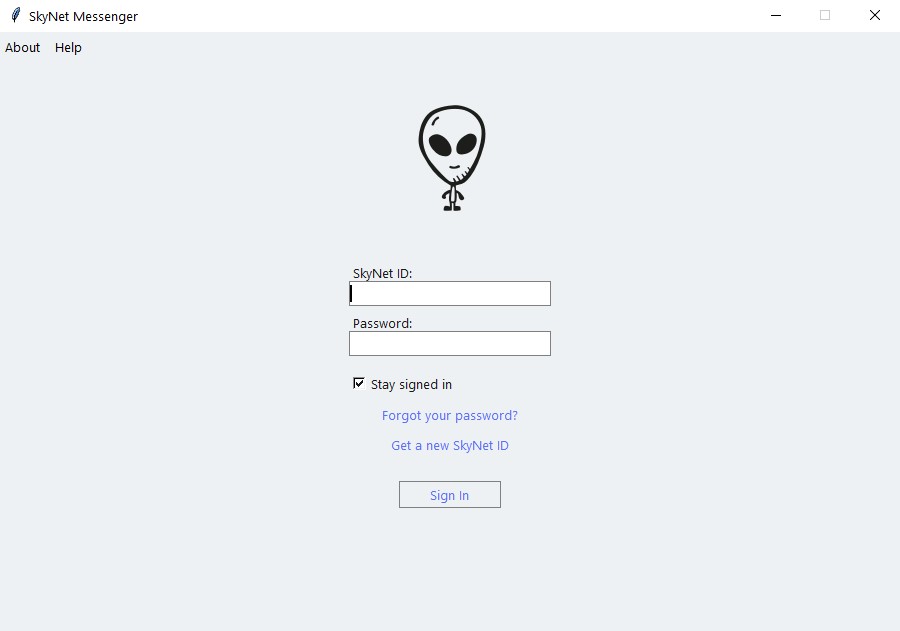 SkyNet Messenger
About Help
SkyNet ID:
Password:
Stay signed in
Forgot your password?
Get a new SkyNet ID
Sign In